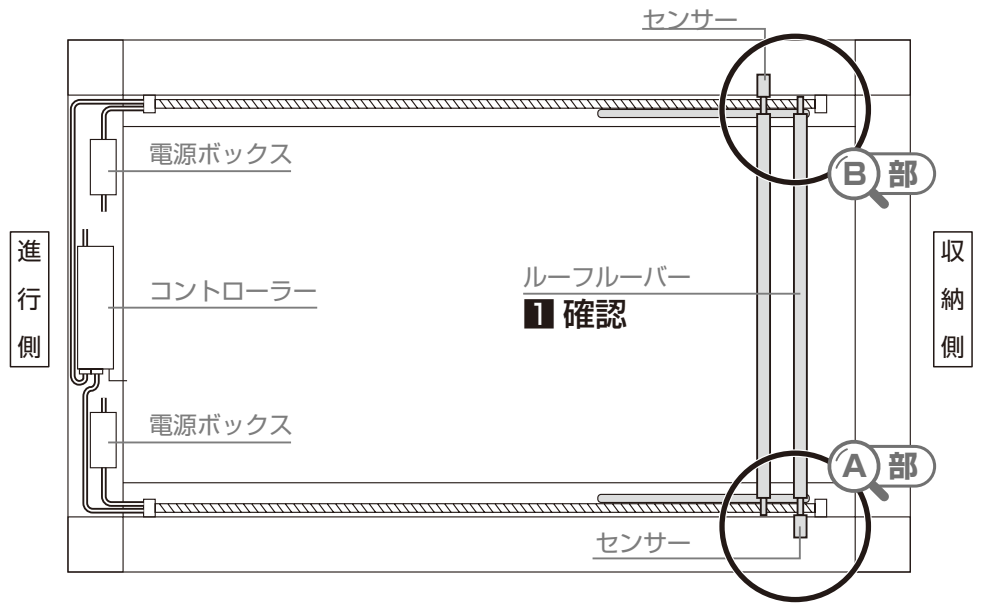 センサー
電源ボックス
B 部
進行側
コントローラー
ルーフルーバー
1 確認
収納側
電源ボックス
A 部
センサー